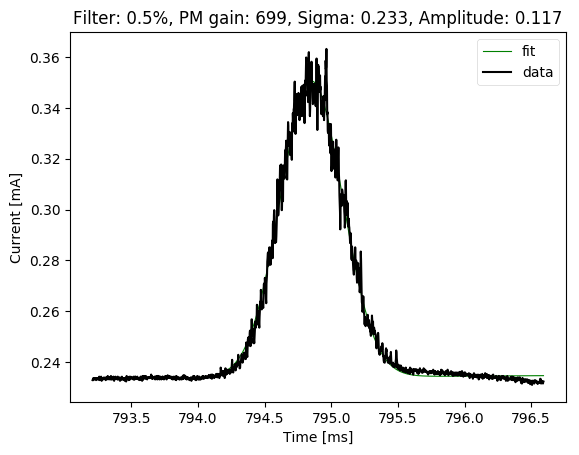 Filter: 0.5%, PM gain: 699, Sigma: 0.233, Amplitude: 0.117
fit
data
0.36
0.34
0.32
0.30
0.28
0.26
0.24
Current [mA]
793.5 794.0 794.5 795.0 795.5 796.0 796.5
Time [ms]